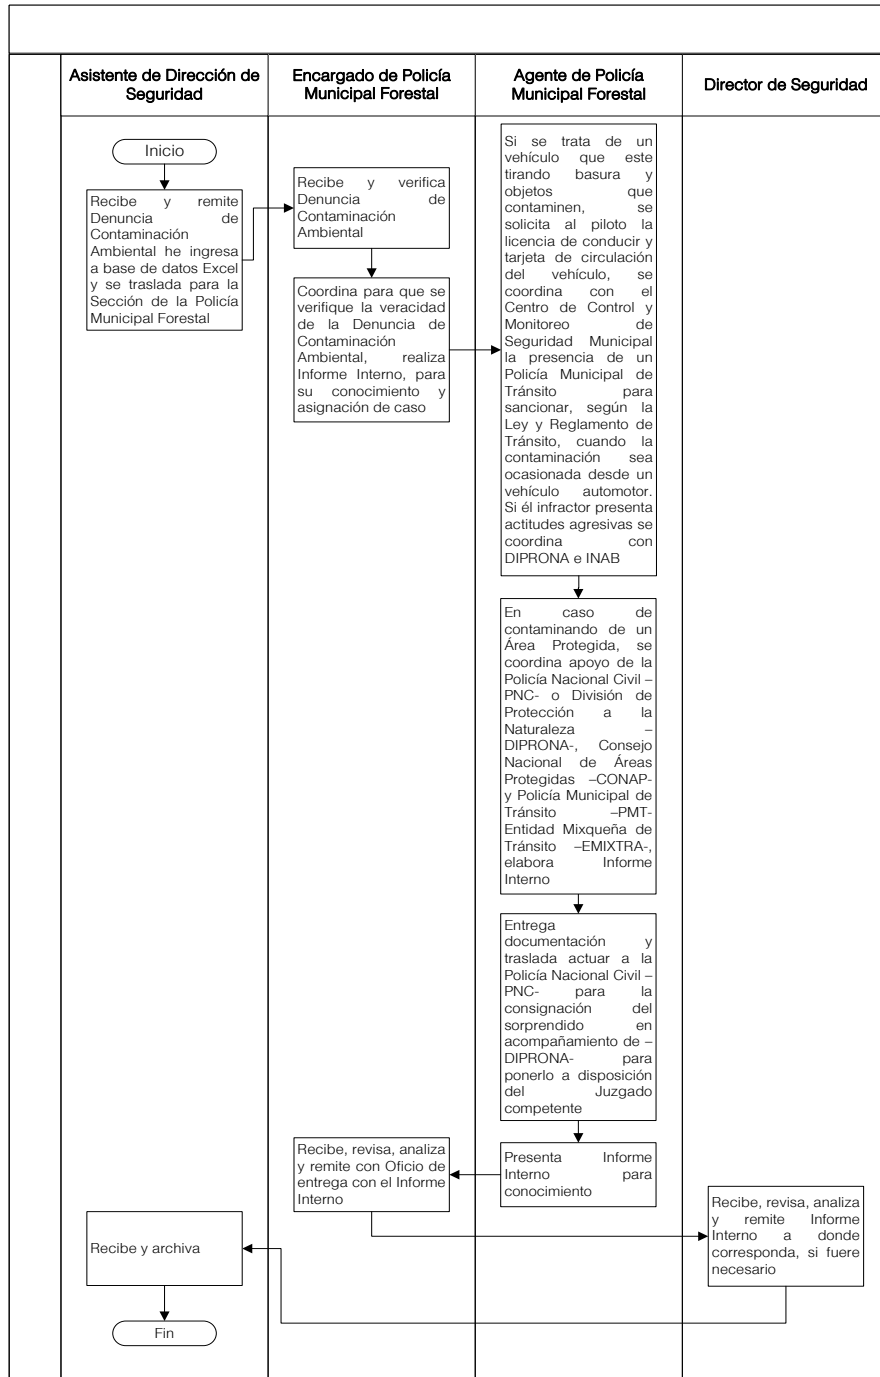 Asistente de Dirección de
Seguridad
Encargado de Policía
Municipal Forestal
Agente de Policía
Municipal Forestal
Director de Seguridad
Inicio
Recibe y remite
Denuncia de
Contaminación
Ambiental he ingresa
a base de datos Excel
y se traslada para la
Sección de la Policía
Municipal Forestal
Recibe y verifica
Denuncia de
Contaminación
Ambiental
Coordina para que se
verifique la veracidad
de la Denuncia de
Contaminación
Ambiental, realiza
Informe Interno, para
su conocimiento y
asignación de caso
Si se trata de un
vehículo que este
tirando basura y
objetos que
contaminen, se
solicita al piloto la
licencia de conducir y
tarjeta de circulación
del vehículo, se
coordina con el
Centro de Control y
Monitoreo de
Seguridad Municipal
la presencia de un
Policía Municipal de
Tránsito para
sancionar, según la
Ley y Reglamento de
Tránsito, cuando la
contaminación sea
ocasionada desde un
vehículo automotor.
Si él infractor presenta
actitudes agresivas se
coordina con
DIPRONA e INAB
En caso de
contaminando de un
Área Protegida, se
coordina apoyo de la
Policía Nacional Civil –
PNC- o División de
Protección a la
Naturaleza –
DIPRONA-, Consejo
Nacional de Áreas
Protegidas –CONAP-
y Policía Municipal de
Tránsito –PMT-
Entidad Mixqueña de
Tránsito –EMIXTRA-,
elabora Informe
Interno
Entrega
documentación y
traslada actuar a la
Policía Nacional Civil –
PNC- para la
consignación del
sorprendido en
acompañamiento de –
DIPRONA- para
ponerlo a disposición
del Juzgado
competente
Presenta Informe
Interno para
conocimiento
Recibe, revisa, analiza
y remite con Oficio de
entrega con el Informe
Interno
Recibe, revisa, analiza
y remite Informe
Interno a donde
corresponda, si fuere
necesario
Recibe y archiva
Fin